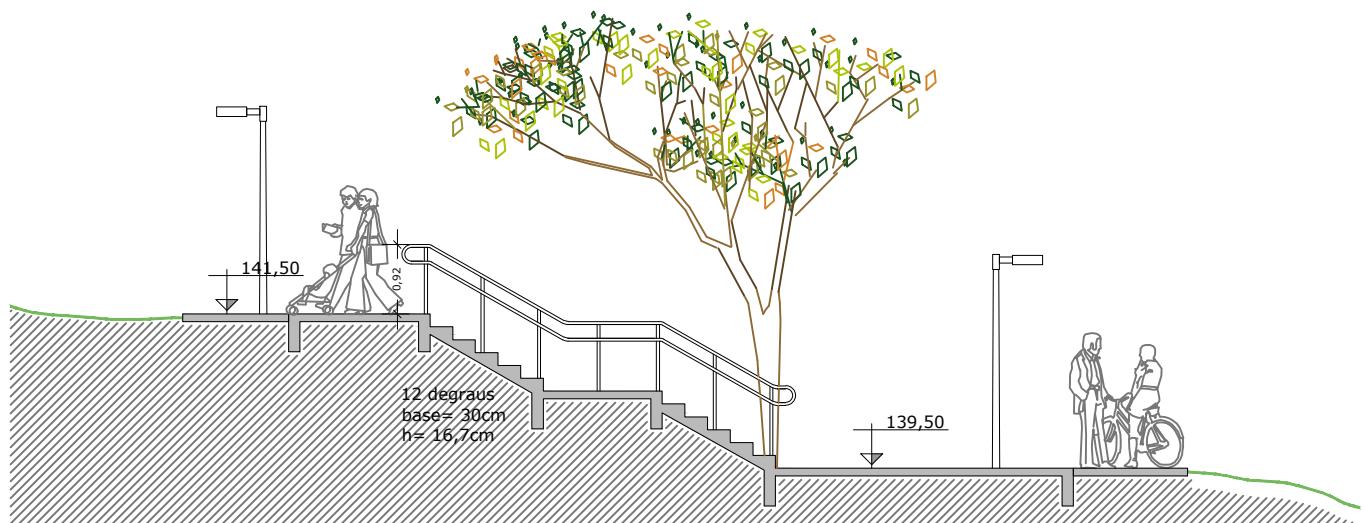 141,50
0,92
12 degraus
base= 30cm
h= 16,7cm
139,50